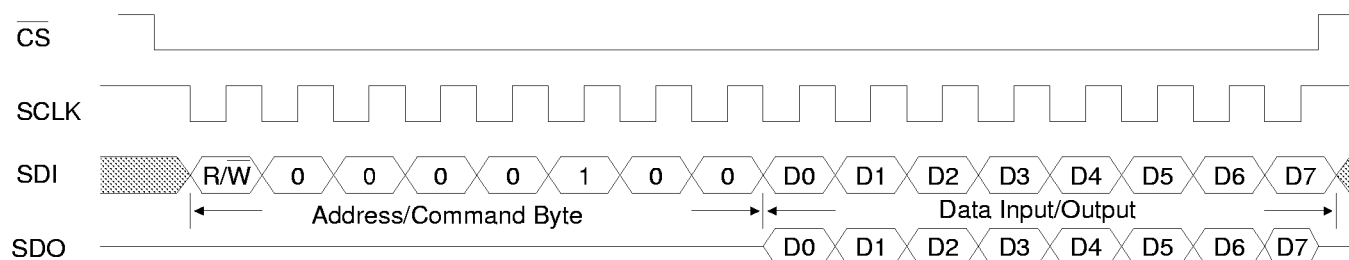 CS
SCLK
SDI R/W 0 0 0 0 1 0 0 D0 D1 D2 D3 D4 D5 D6 D7
Address/Command Byte Data Input/Output
SDO D0 D1 D2 D3 D4 D5 D6 D7